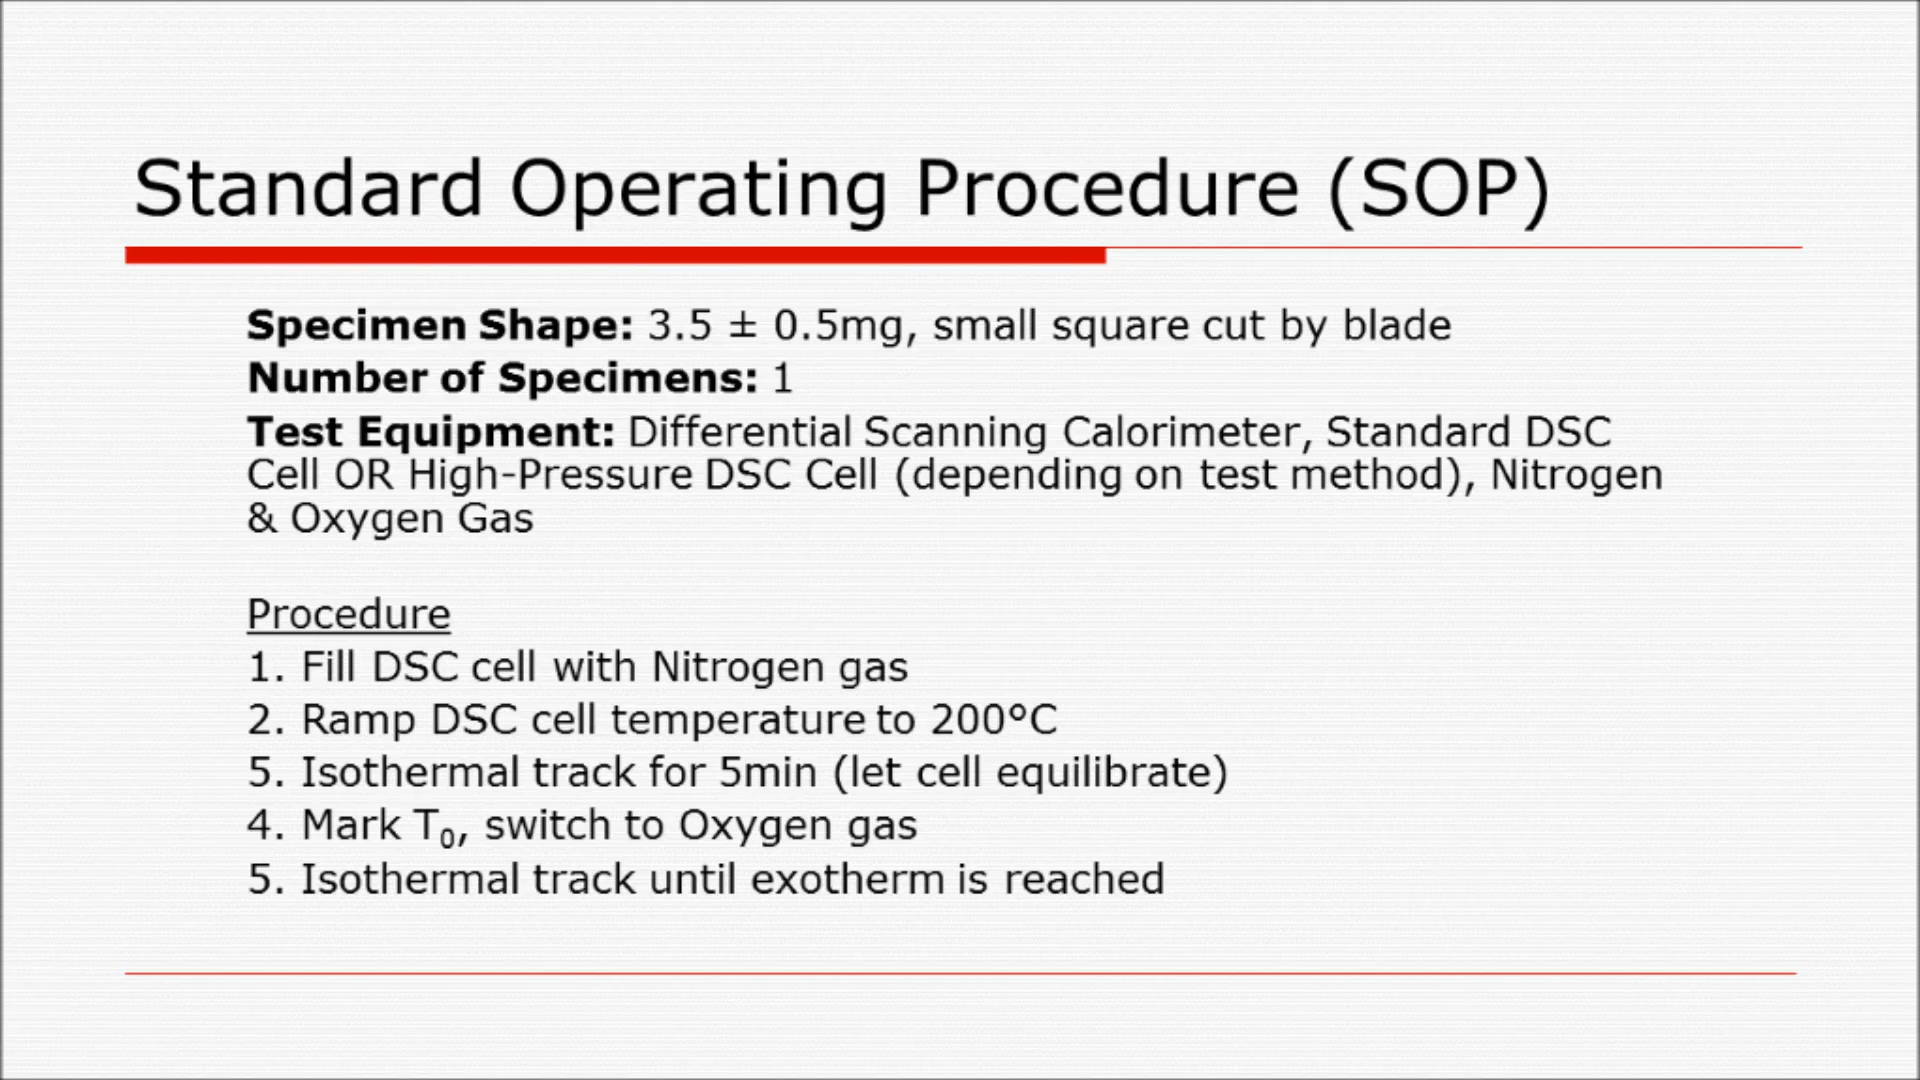 Standard Operating Procedure (SOP)
Specimen Shape: 3.5 ± 0.5mg, small square cut by blade
Number of Specimens: 1
Test Equipment: Differential Scanning Calorimeter, Standard DSC
Cell OR High-Pressure DSC Cell (depending on test method), Nitrogen
& Oxygen Gas
Procedure
1. Fill DSC cell with Nitrogen gas
2. Ramp DSC cell temperature to 200°C
5. Isothermal track for 5min (let cell equilibrate)
4. Mark T₀, switch to Oxygen gas
5. Isothermal track until exotherm is reached